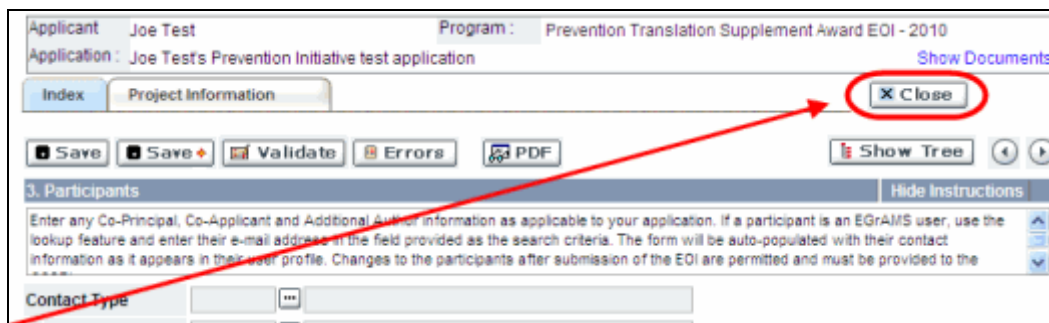 Applicant Joe Test Program : Prevention Translation Supplement Award EOI - 2010
Application : Joe Test's Prevention Initiative test application Show Documents
Index Project Information Close
Save Save Validate Errors PDF Show Tree
3. Participants Hide Instructions
Enter any Co-Principal, Co-Applicant and Additional Author information as applicable to your application. If a participant is an EGrAMS user, use the
lookup feature and enter their e-mail address in the field provided as the search criteria. The form will be auto-populated with their contact
information as it appears in their user profile. Changes to the participants after submission of the EOI are permitted and must be provided to the
Contact Type